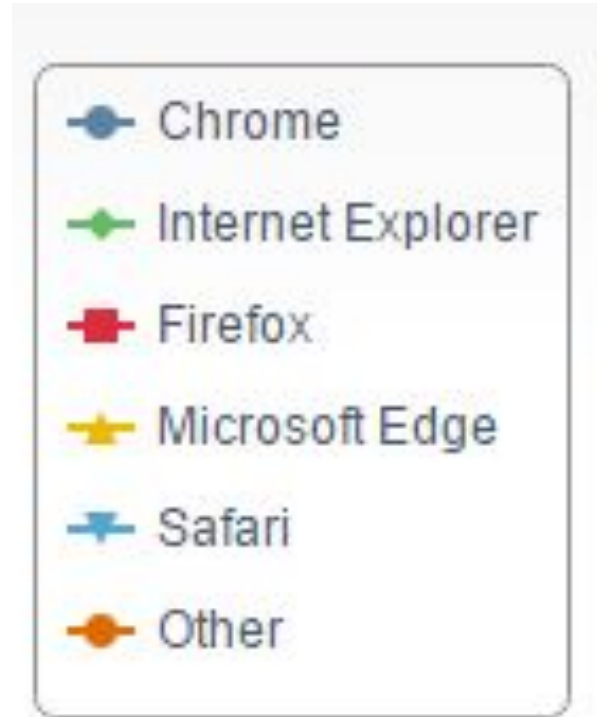 Chrome
Internet Explorer
Firefox
Microsoft Edge
Safari
Other